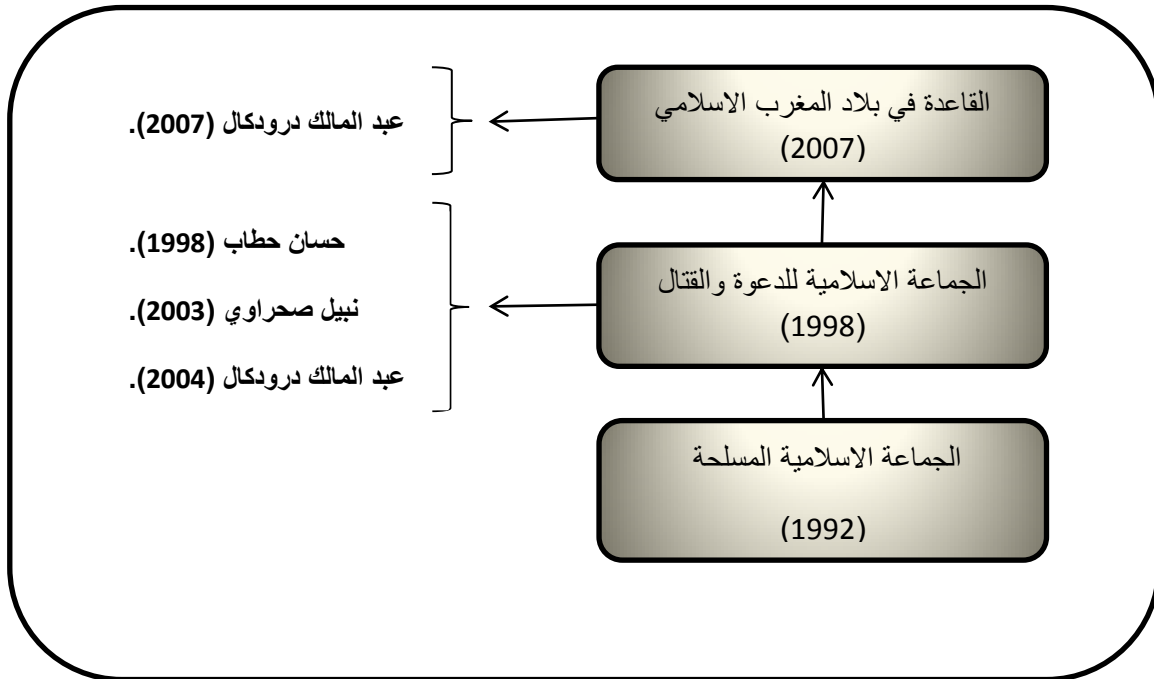 القاعدة في بلاد المغرب الاسلامي
(2007)
عبد المالك درودكال (2007).
الجماعة الاسلامية للدعوة والقتال
(1998)
حسان حطاب (1998).
نبيل صحراوي (2003).
عبد المالك درودكال (2004).
الجماعة الاسلامية المسلحة
(1992)